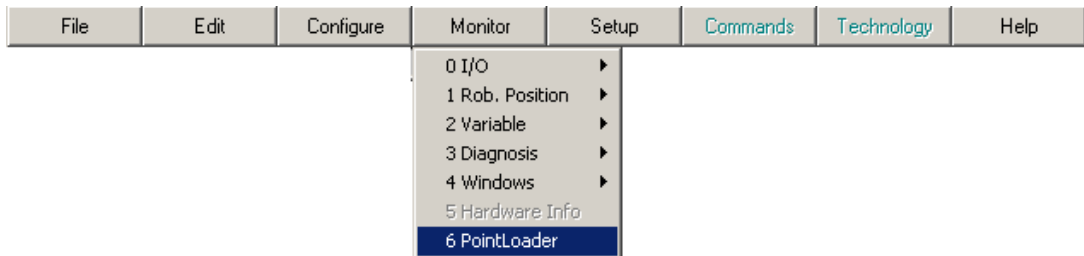 File Edit Configure Monitor Setup Commands Technology Help
0 I/O
1 Rob. Position
2 Variable
3 Diagnosis
4 Windows
5 Hardware Info
6 PointLoader